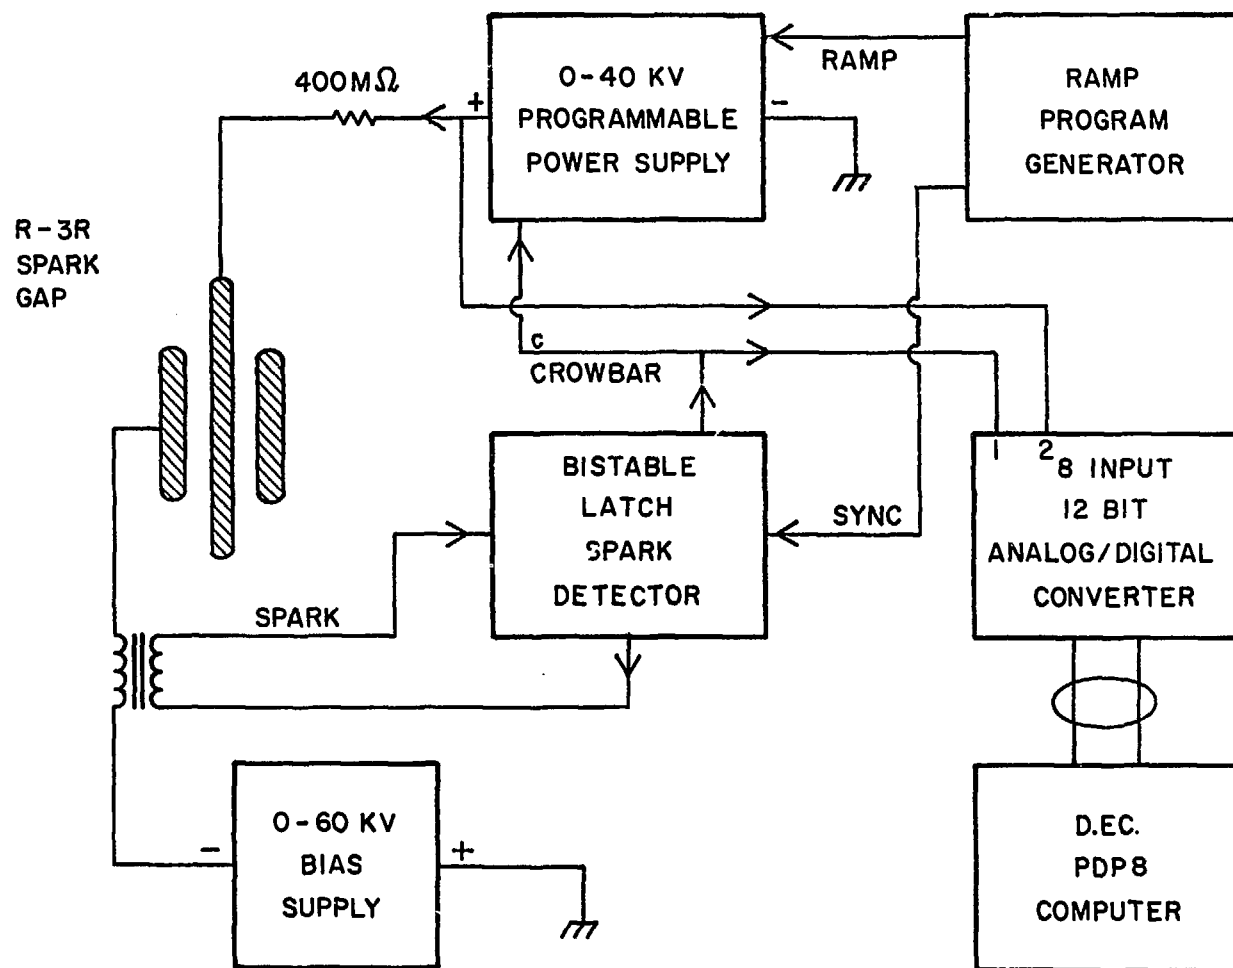 400MΩ
+
0-40 KV
PROGRAMMABLE
POWER SUPPLY
-
RAMP
RAMP
PROGRAM
GENERATOR
R-3R
SPARK
GAP
C
CROWBAR
BISTABLE
LATCH
SPARK
DETECTOR
SYNC
1 2
8 INPUT
12 BIT
ANALOG/DIGITAL
CONVERTER
SPARK
-
0-60 KV
BIAS
SUPPLY
+
D.EC.
PDP8
COMPUTER